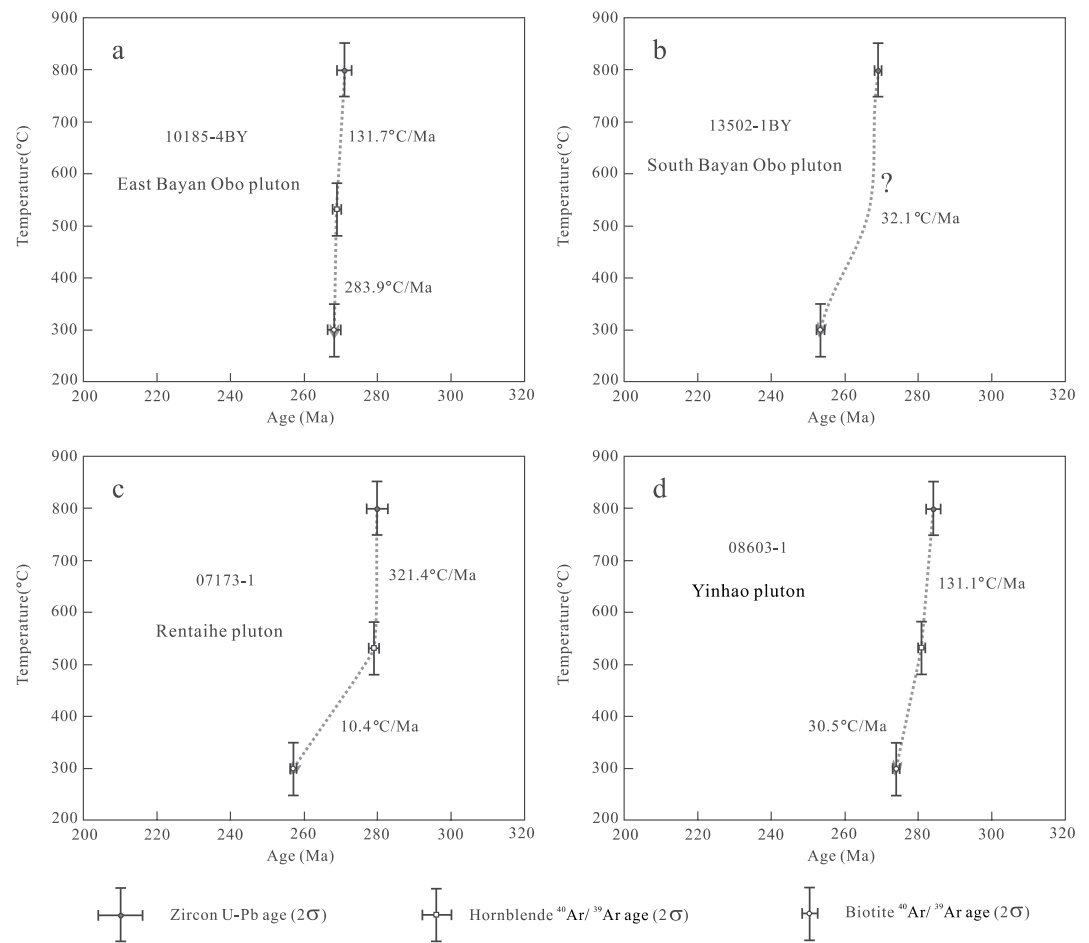 a
10185-4BY
East Bayan Obo pluton
131.7°C/Ma
283.9°C/Ma
Temperature(°C)
900
800
700
600
500
400
300
200
200
220
240
260
280
300
320
Age (Ma)
b
13502-1BY
South Bayan Obo pluton
?
32.1°C/Ma
Temperature(°C)
900
800
700
600
500
400
300
200
200
220
240
260
280
300
320
Age (Ma)
c
07173-1
Rentaihe pluton
321.4°C/Ma
10.4°C/Ma
Temperature(°C)
900
800
700
600
500
400
300
200
200
220
240
260
280
300
320
Age (Ma)
d
08603-1
Yinhao pluton
131.1°C/Ma
30.5°C/Ma
Temperature(°C)
900
800
700
600
500
400
300
200
200
220
240
260
280
300
320
Age (Ma)
Zircon U-Pb age (2σ)
Hornblende ⁴⁰Ar/ ³⁹Ar age (2σ)
Biotite ⁴⁰Ar/ ³⁹Ar age (2σ)